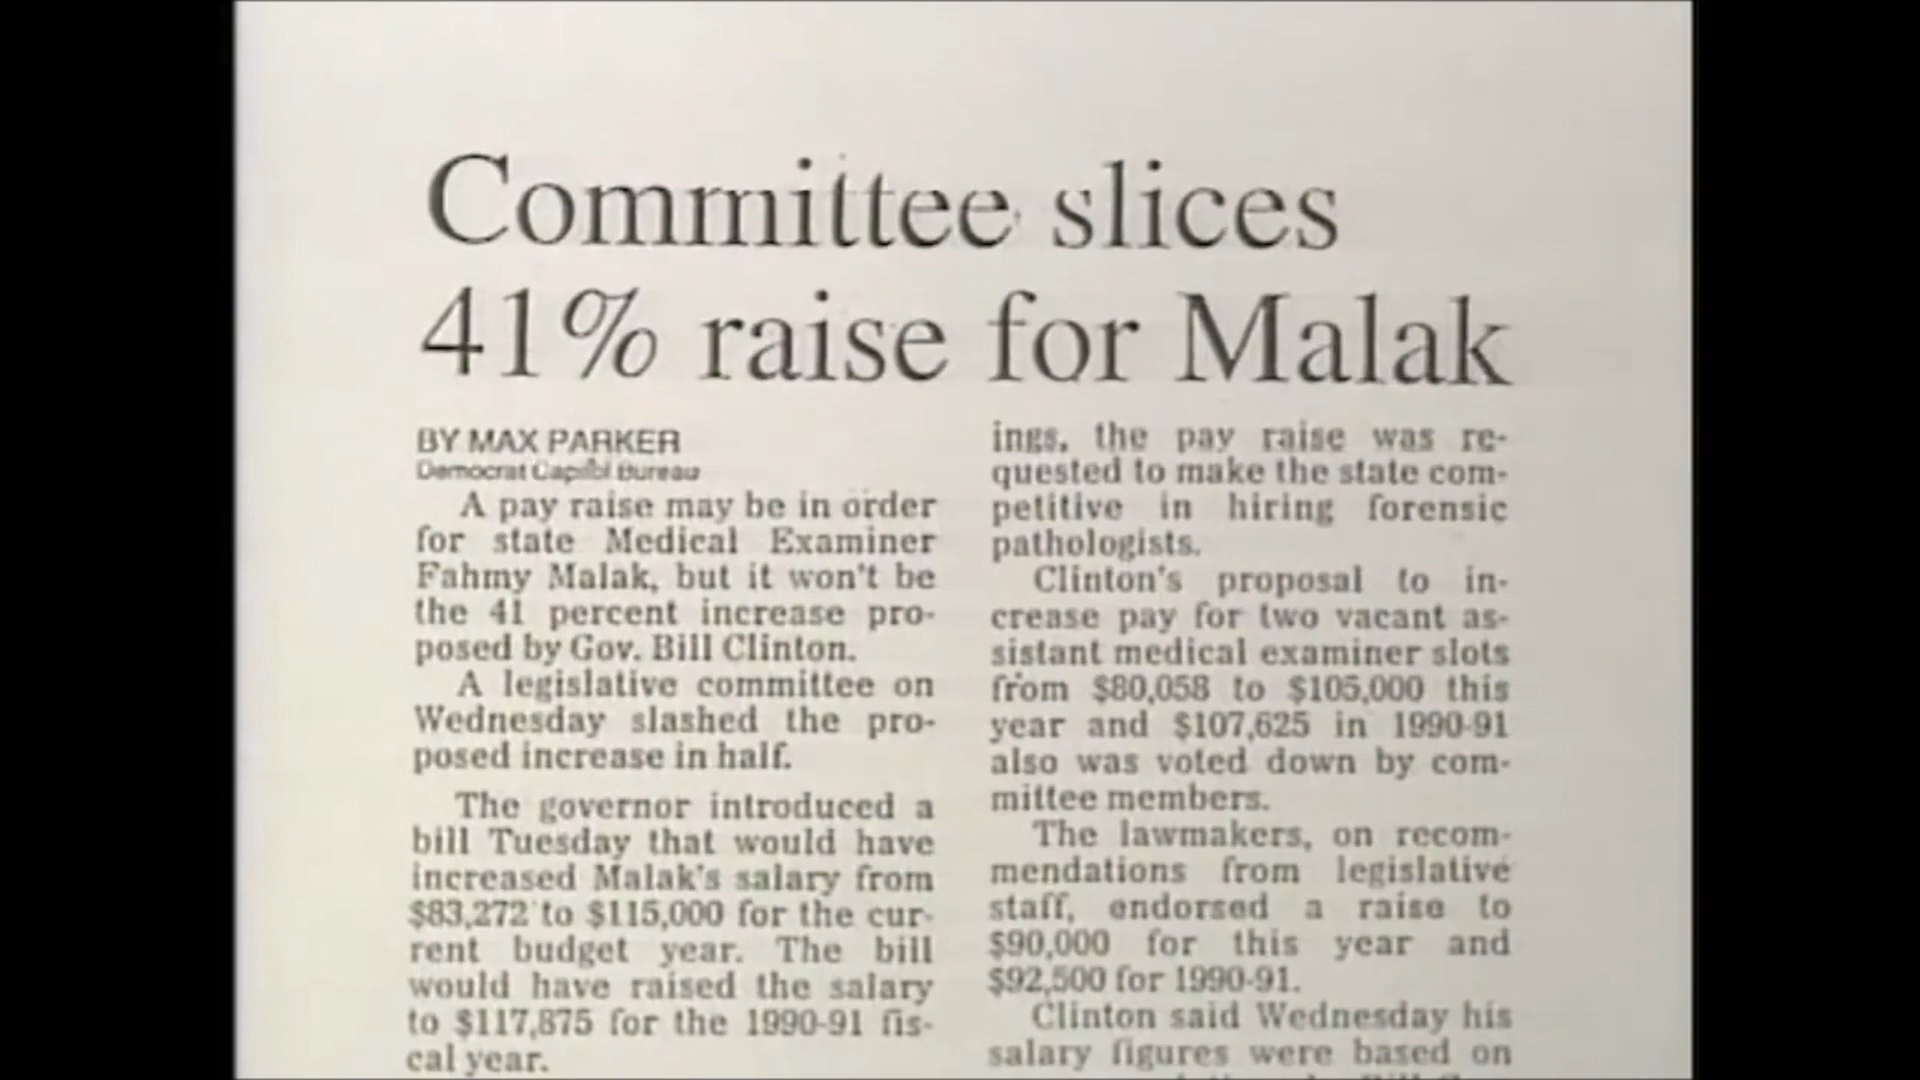 Committee slices
41% raise for Malak
BY MAX PARKER
Democrat Capitol Bureau
A pay raise may be in order
for state Medical Examiner
Fahmy Malak, but it won't be
the 41 percent increase pro-
posed by Gov. Bill Clinton.
A legislative committee on
Wednesday slashed the pro-
posed increase in half.
The governor introduced a
bill Tuesday that would have
increased Malak's salary from
$83,272 to $115,000 for the cur-
rent budget year. The bill
would have raised the salary
to $117,875 for the 1990-91 fis-
cal year.
ings, the pay raise was re-
quested to make the state com-
petitive in hiring forensic
pathologists.
Clinton's proposal to in-
crease pay for two vacant as-
sistant medical examiner slots
from $80,058 to $105,000 this
year and $107,625 in 1990-91
also was voted down by com-
mittee members.
The lawmakers, on recom-
mendations from legislative
staff, endorsed a raise to
$90,000 for this year and
$92,500 for 1990-91.
Clinton said Wednesday his
salary figures were based on